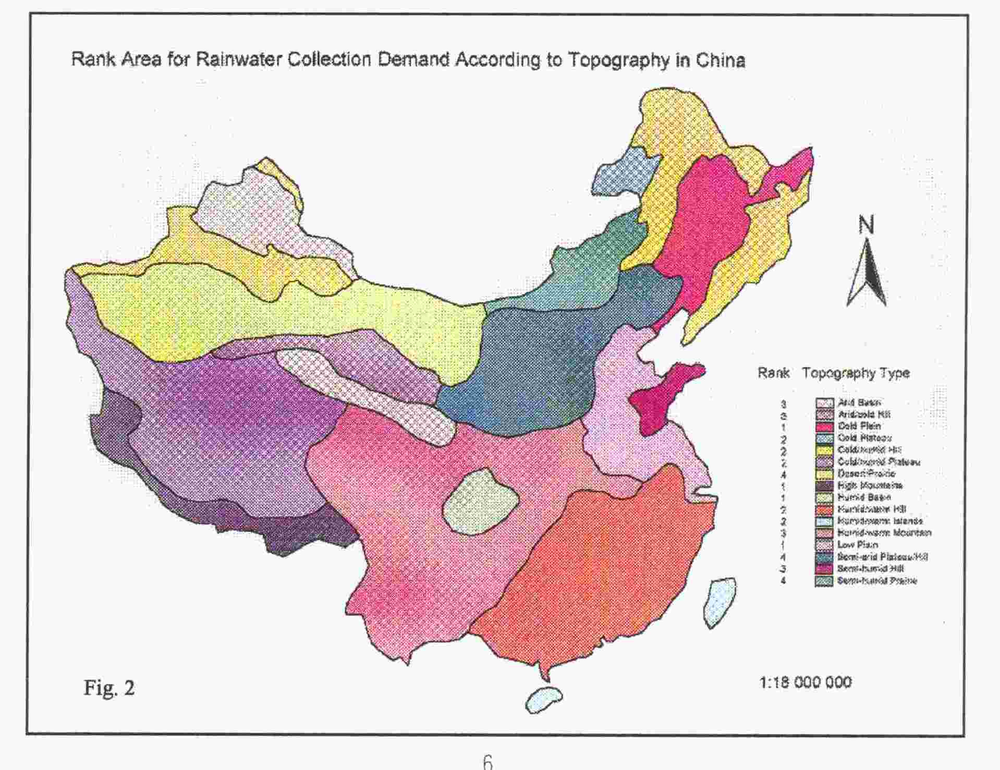 Rank Area for Rainwater Collection Demand According to Topography in China
N
Rank Topography Type
3 Arid Basin
3 Arid/cold Hill
1 Cold Plain
2 Cold Plateau
2 Cold/humid Hill
2 Cold/humid Plateau
4 Desert/Prairie
1 High Mountains
1 Humid Basin
2 Humid/warm Hill
2 Humid/warm Islands
3 Humid/warm Mountain
1 Low Plain
4 Semi-arid Plateau/Hill
3 Semi-humid Hill
4 Semi-humid Prairie
Fig. 2
1:18 000 000
6